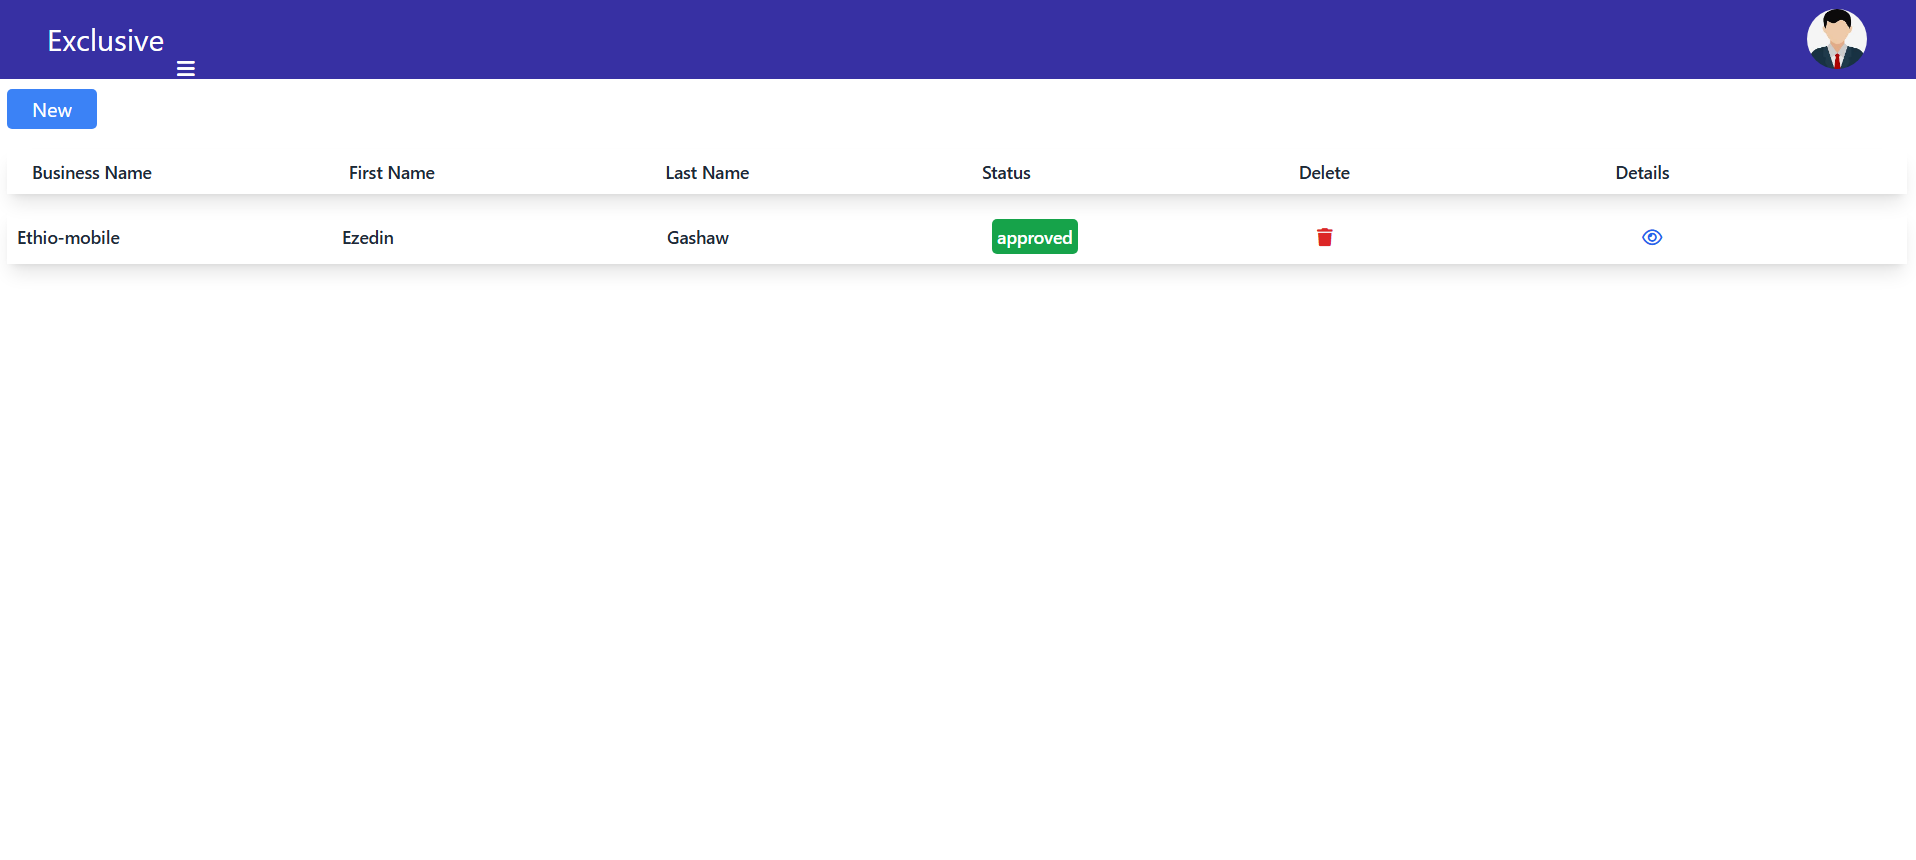 Exclusive
New
Business Name First Name Last Name Status Delete Details
Ethio-mobile Ezedin Gashaw approved